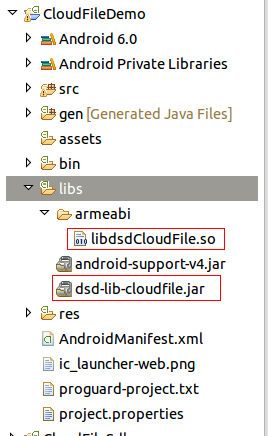 CloudFileDemo
Android 6.0
Android Private Libraries
src
gen [Generated Java Files]
assets
bin
libs
armeabi
libdsdCloudFile.so
android-support-v4.jar
dsd-lib-cloudfile.jar
res
AndroidManifest.xml
ic_launcher-web.png
proguard-project.txt
project.properties